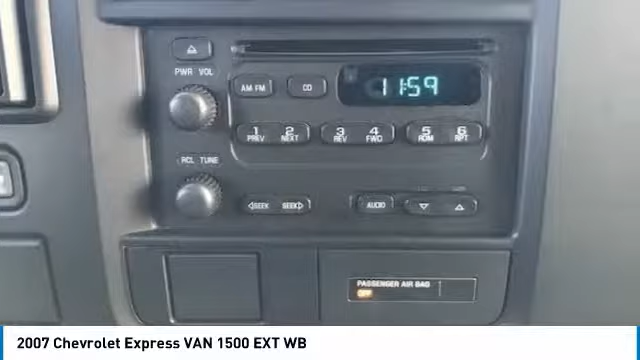 11:59
PWR VOL
AM FM
CD
1 PREV
2 NEXT
3 REV
4 FWD
5 RDM
6 RPT
RCL TUNE
SEEK
SEEK
AUDIO
PASSENGER AIR BAG
OFF
2007 Chevrolet Express VAN 1500 EXT WB